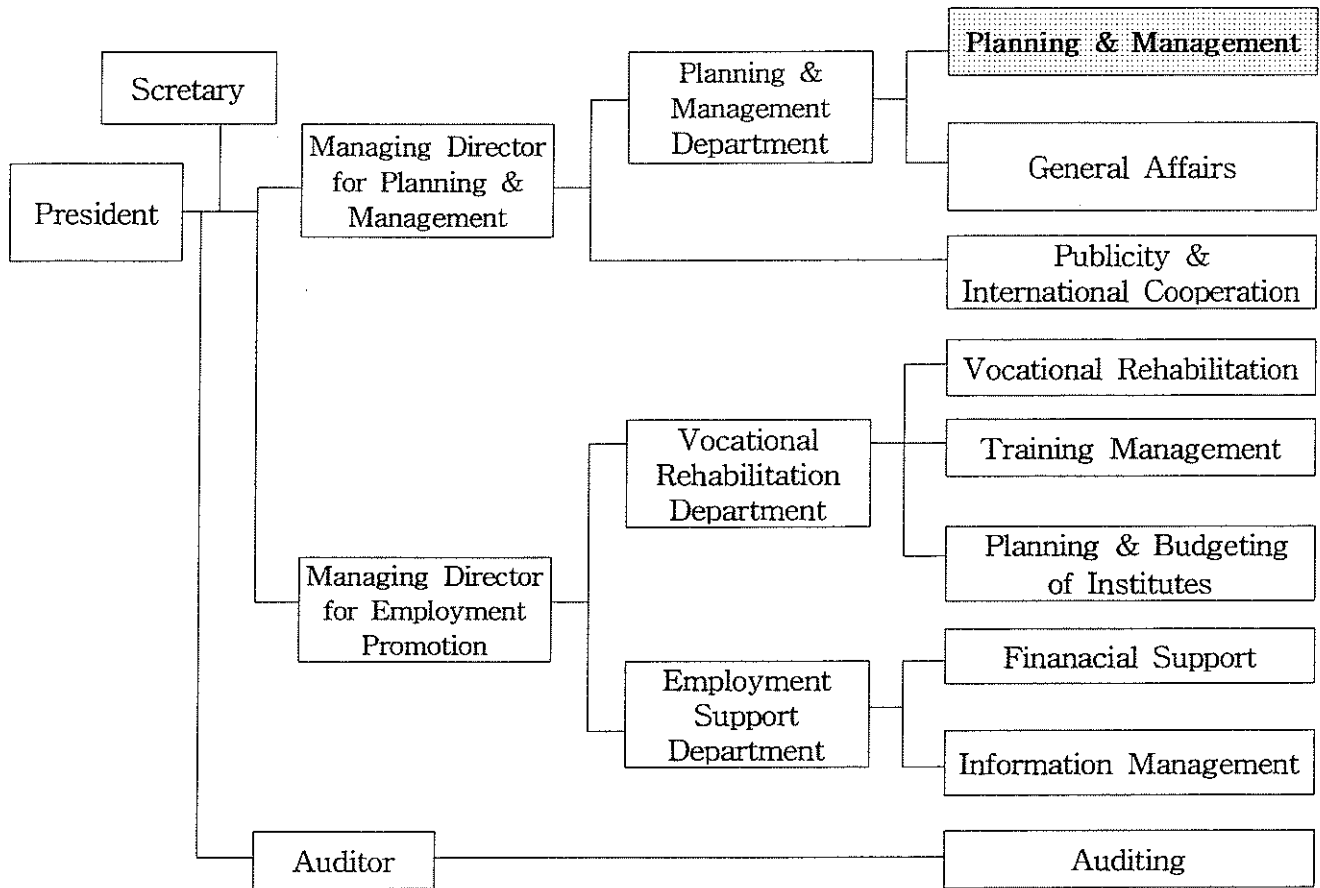 Scretary
President
Managing Director
for Planning &
Management
Planning &
Management
Department
Planning & Management
General Affairs
Publicity &
International Cooperation
Managing Director
for Employment
Promotion
Vocational
Rehabilitation
Department
Vocational Rehabilitation
Training Management
Planning & Budgeting
of Institutes
Employment
Support
Department
Finanacial Support
Information Management
Auditor
Auditing